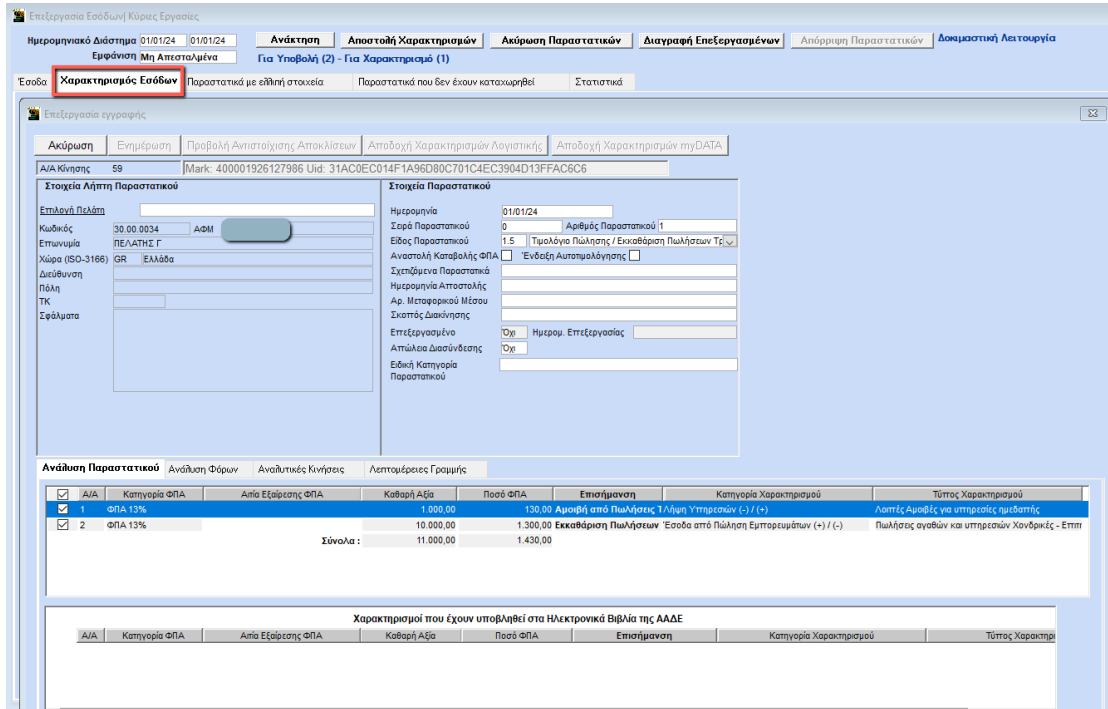 Επεξεργασία Εσόδων| Κύριες Εργασίες
Ημερομηνιακό Διάστημα 01/01/24 01/01/24 Ανάκτηση Αποστολή Χαρακτηρισμών Ακύρωση Παραστατικών Διαγραφή Επεξεργασμένων Απόρριψη Παραστατικών Δοκιμαστική Λειτουργία
Εμφάνιση Μη Απεσταλμένα Για Υποβολή (2) - Για Χαρακτηρισμό (1)
Έσοδα Χαρακτηρισμός Εσόδων Παραστατικά με ελλιπή στοιχεία Παραστατικά που δεν έχουν καταχωρηθεί Στατιστικά
Επεξεργασία εγγραφής
Ακύρωση Ενημέρωση Προβολή Αντιστοίχισης Αποκλίσεων Αποδοχή Χαρακτηρισμών Λογιστικής Αποδοχή Χαρακτηρισμών myDATA
Α/Α Κίνησης 59 Mark: 400001926127986 Uid: 31AC0EC014F1A96D80C701C4EC3904D13FFAC6C6
Στοιχεία Λήπτη Παραστατικού
Επιλογή Πελάτη
Κωδικός 30.00.0034 ΑΦΜ
Επωνυμία ΠΕΛΑΤΗΣ Γ
Χώρα (ISO-3166) GR Ελλάδα
Διεύθυνση
Πόλη
ΤΚ
Σφάλματα
Στοιχεία Παραστατικού
Ημερομηνία 01/01/24
Σειρά Παραστατικού 0 Αριθμός Παραστατικού 1
Είδος Παραστατικού 1.5 Τιμολόγιο Πώλησης / Εκκαθάριση Πωλήσεων Τρ
Αναστολή Καταβολής ΦΠΑ Ένδειξη Αυτοτιμολόγησης
Σχετιζόμενα Παραστατικά
Ημερομηνία Αποστολής
Αρ. Μεταφορικού Μέσου
Σκοπός Διακίνησης
Επεξεργασμένο Όχι Ημερομ. Επεξεργασίας
Απώλεια Διασύνδεσης Όχι
Ειδική Κατηγορία
Παραστατικού
Ανάλυση Παραστατικού Ανάλυση Φόρων Αναλυτικές Κινήσεις Λεπτομέρειες Γραμμής
Α/Α Κατηγορία ΦΠΑ Αιτία Εξαίρεσης ΦΠΑ Καθαρή Αξία Ποσό ΦΠΑ Επισήμανση Κατηγορία Χαρακτηρισμού Τύπος Χαρακτηρισμού
1 ΦΠΑ 13% 1.000,00 130,00 Αμοιβή από Πωλήσεις Τ Λήψη Υπηρεσιών (-) / (+) Λοιπές Αμοιβές για υπηρεσίες ημεδαπής
2 ΦΠΑ 13% 10.000,00 1.300,00 Εκκαθάριση Πωλήσεων Έσοδα από Πώληση Εμπορευμάτων (+) / (-) Πωλήσεις αγαθών και υπηρεσιών Χονδρικές - Επιτ
Σύνολα : 11.000,00 1.430,00
Χαρακτηρισμοί που έχουν υποβληθεί στα Ηλεκτρονικά Βιβλία της ΑΑΔΕ
Α/Α Κατηγορία ΦΠΑ Αιτία Εξαίρεσης ΦΠΑ Καθαρή Αξία Ποσό ΦΠΑ Επισήμανση Κατηγορία Χαρακτηρισμού Τύπος Χαρακτηρι